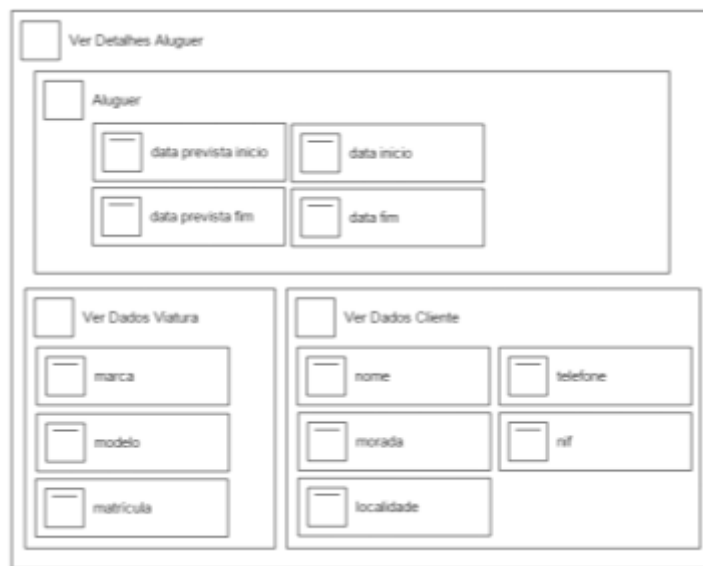 Ver Detalhes Aluguer
Aluguer
data prevista inicio
data inicio
data prevista fim
data fim
Ver Dados Viatura
marca
modelo
matrícula
Ver Dados Cliente
nome
telefone
morada
nif
localidade